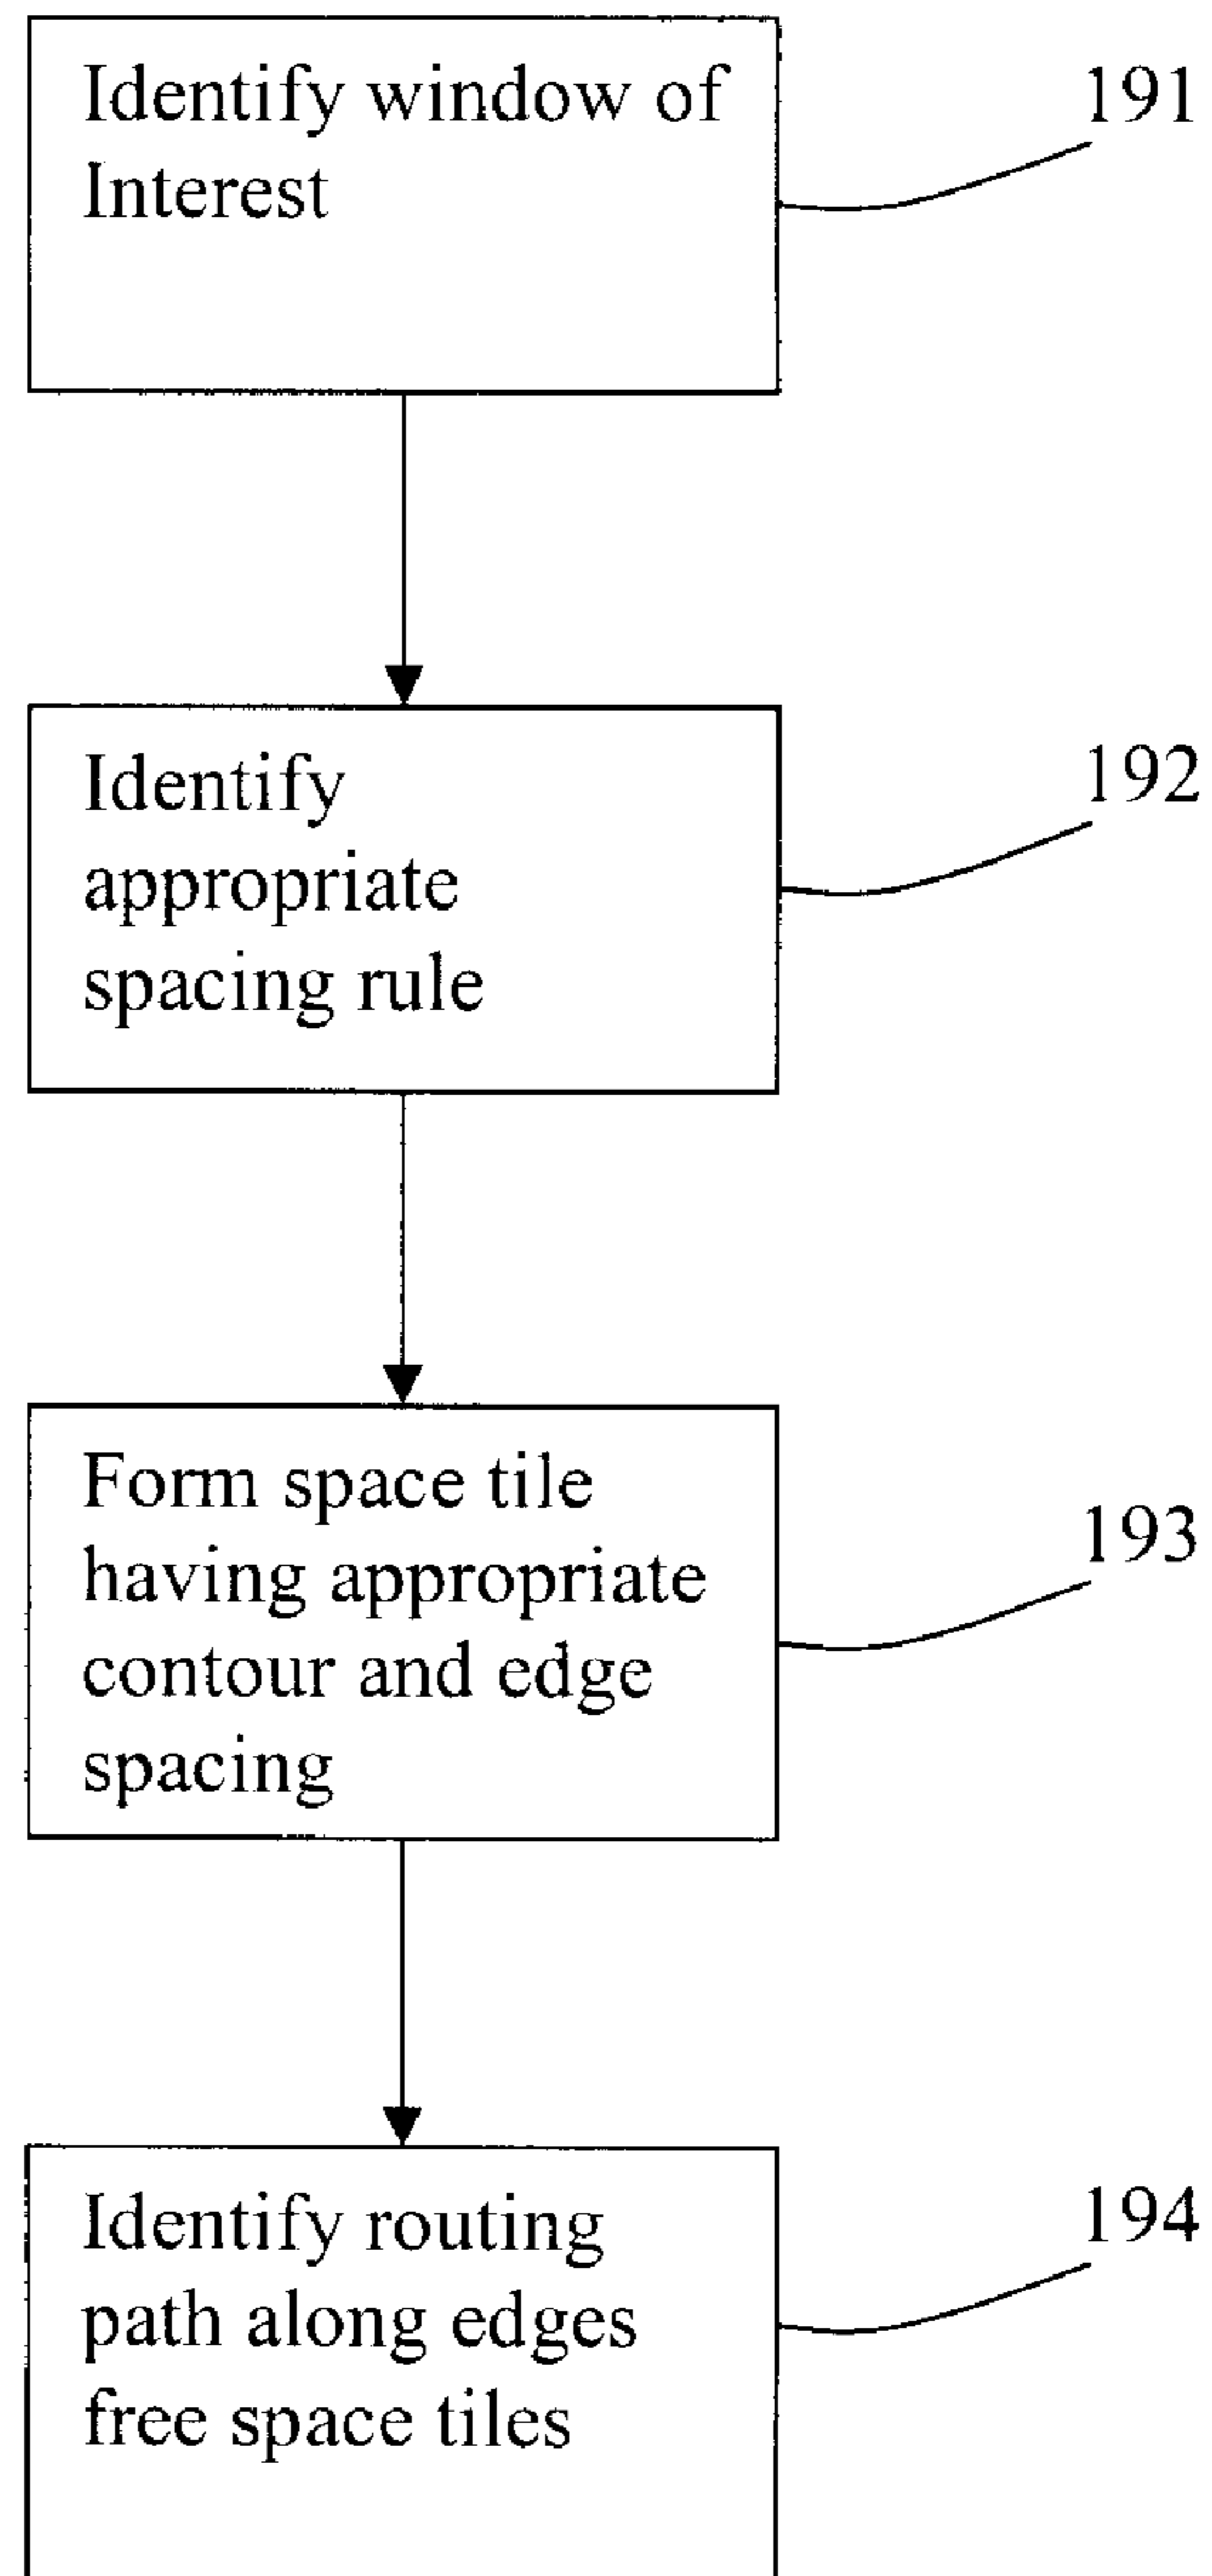 Identify window of
Interest
191
Identify
appropriate
spacing rule
192
Form space tile
having appropriate
contour and edge
spacing
193
Identify routing
path along edges
free space tiles
194